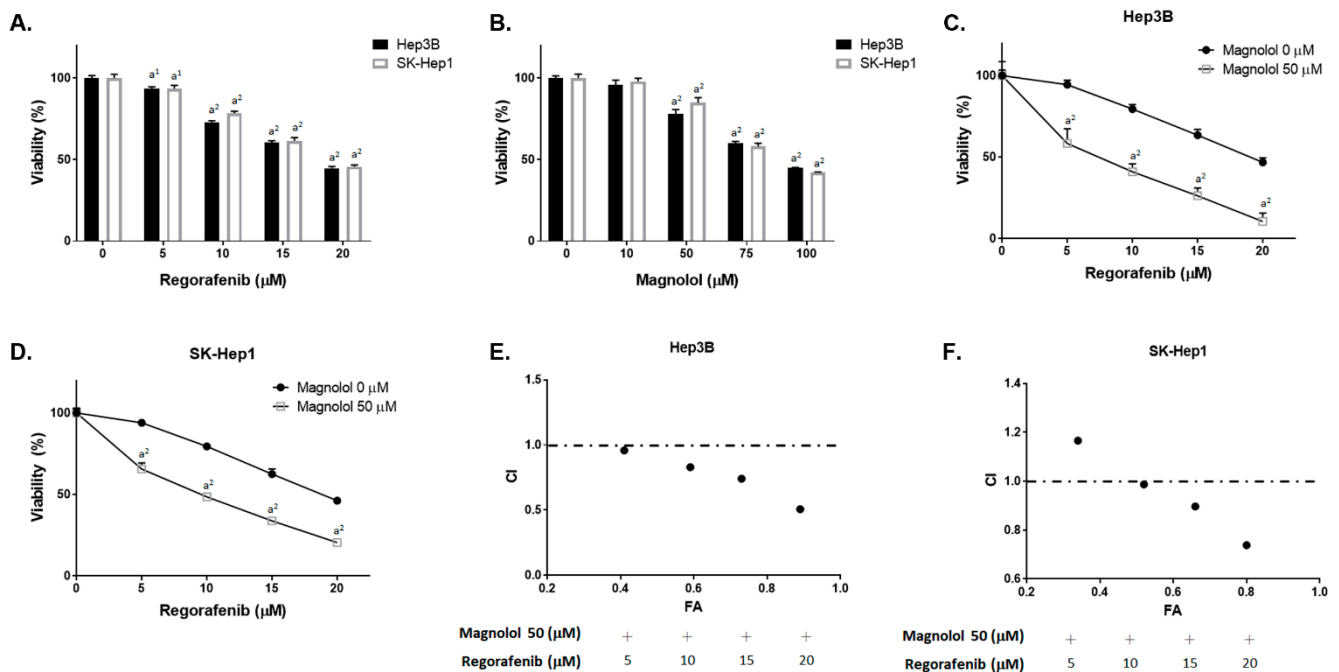 A.
Hep3B
SK-Hep1
Viability (%)
100
50
0
a1 a1
a2 a2
a2 a2
a2 a2
0 5 10 15 20
Regorafenib (μM)
B.
Hep3B
SK-Hep1
Viability (%)
100
50
0
a2 a2
a2 a2
a2 a2
0 10 50 75 100
Magnolol (μM)
C.
Hep3B
Magnolol 0 μM
Magnolol 50 μM
Viability (%)
100
50
0
a2
a2
a2
a2
0 5 10 15 20
Regorafenib (μM)
D.
SK-Hep1
Magnolol 0 μM
Magnolol 50 μM
Viability (%)
100
50
0
a2
a2
a2
a2
0 5 10 15 20
Regorafenib (μM)
E.
Hep3B
CI
1.5
1.0
0.5
0.0
0.2 0.4 0.6 0.8 1.0
FA
Magnolol 50 (μM) + + + +
Regorafenib (μM) 5 10 15 20
F.
SK-Hep1
CI
1.4
1.2
1.0
0.8
0.6
0.2 0.4 0.6 0.8 1.0
FA
Magnolol 50 (μM) + + + +
Regorafenib (μM) 5 10 15 20